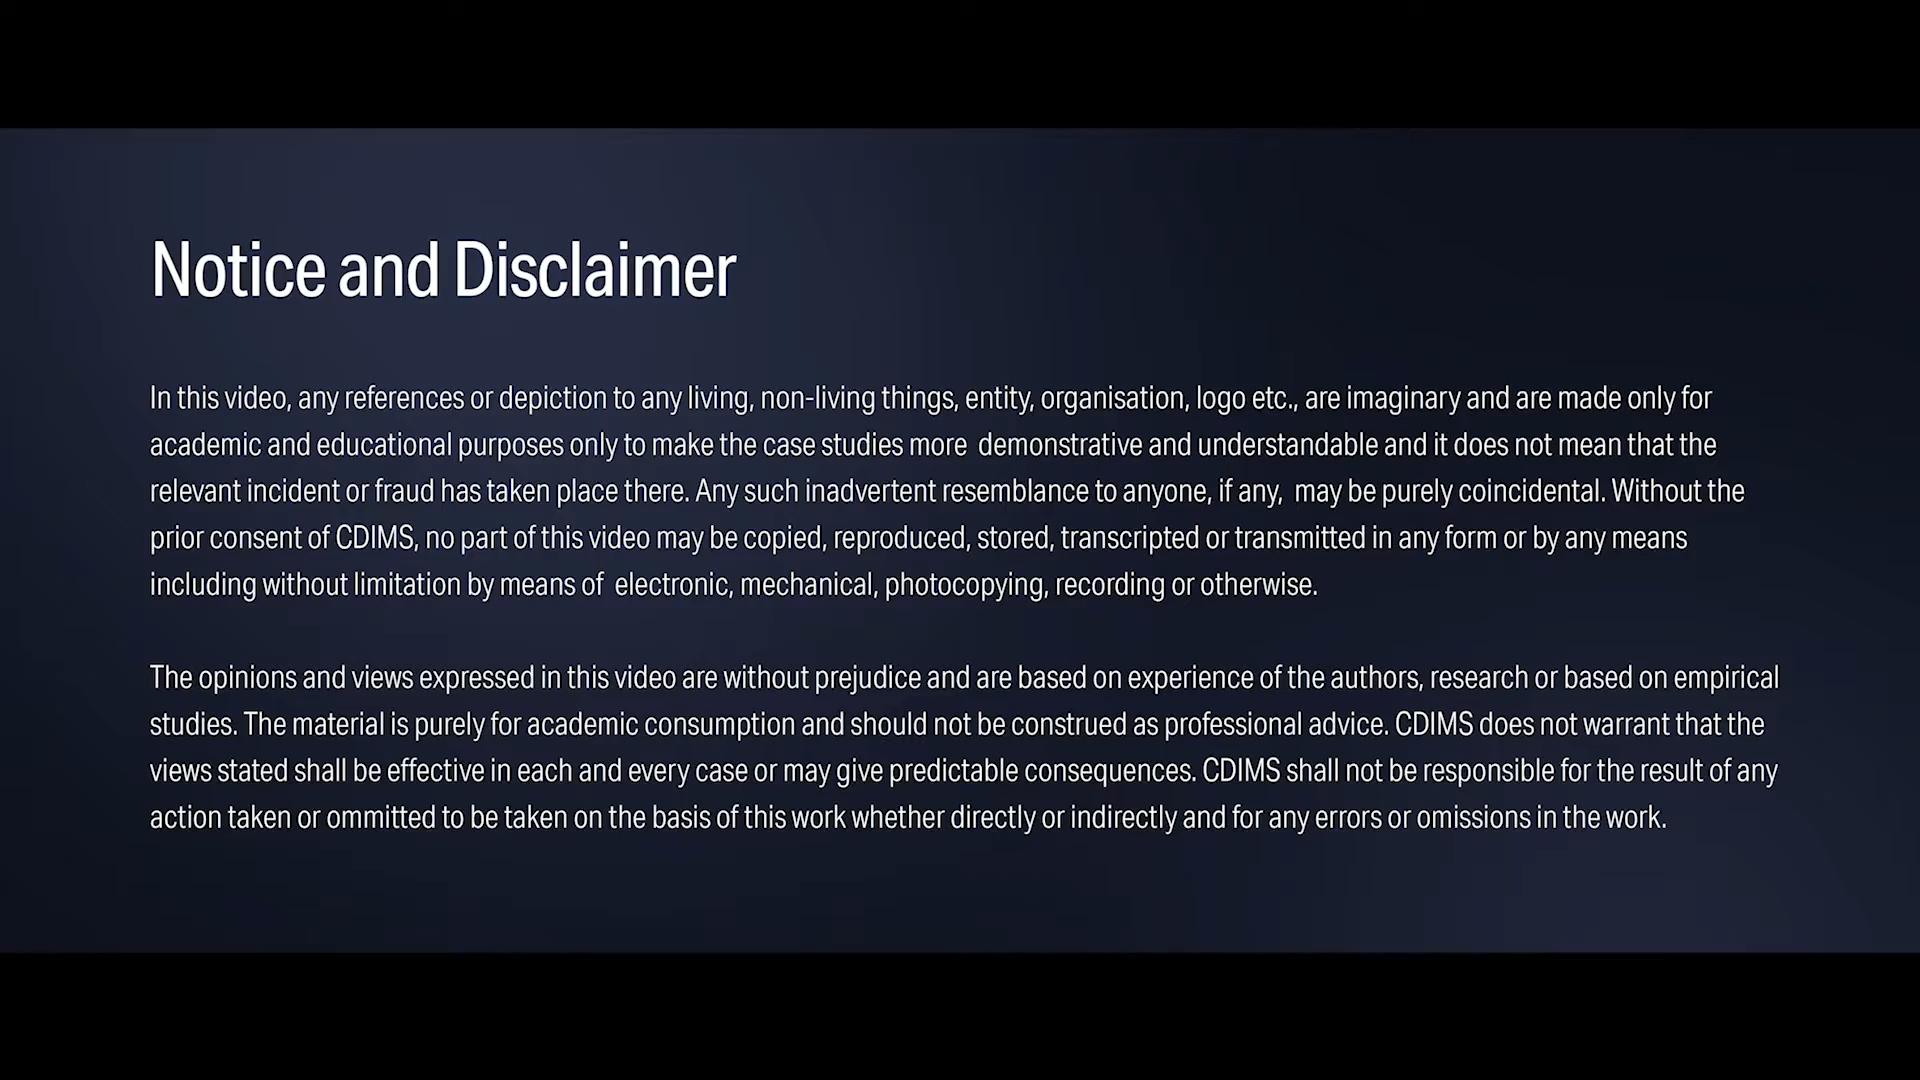 Notice and Disclaimer
In this video, any references or depiction to any living, non-living things, entity, organisation, logo etc., are imaginary and are made only for
academic and educational purposes only to make the case studies more demonstrative and understandable and it does not mean that the
relevant incident or fraud has taken place there. Any such inadvertent resemblance to anyone, if any, may be purely coincidental. Without the
prior consent of CDIMS, no part of this video may be copied, reproduced, stored, transcripted or transmitted in any form or by any means
including without limitation by means of electronic, mechanical, photocopying, recording or otherwise.
The opinions and views expressed in this video are without prejudice and are based on experience of the authors, research or based on empirical
studies. The material is purely for academic consumption and should not be construed as professional advice. CDIMS does not warrant that the
views stated shall be effective in each and every case or may give predictable consequences. CDIMS shall not be responsible for the result of any
action taken or ommitted to be taken on the basis of this work whether directly or indirectly and for any errors or omissions in the work.